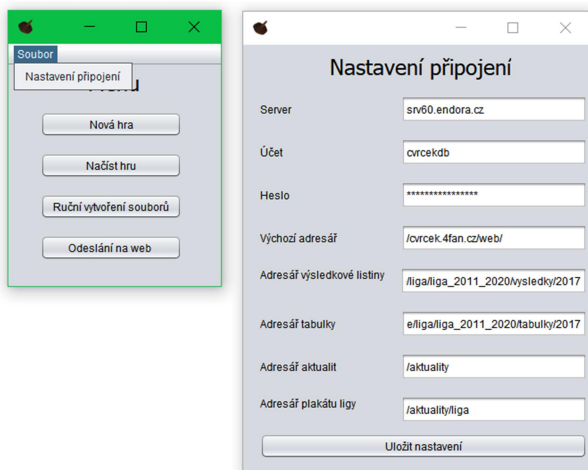 Soubor
Nastavení připojení
Nová hra
Načíst hru
Ruční vytvoření souborů
Odeslání na web
Nastavení připojení
Server srv60.endora.cz
Účet cvrcekdb
Heslo ****************
Výchozí adresář /cvrcek.4fan.cz/web/
Adresář výsledkové listiny /liga/liga_2011_2020/vysledky/2017
Adresář tabulky e/liga/liga_2011_2020/tabulky/2017
Adresář aktualit /aktuality
Adresář plakátu ligy /aktuality/liga
Uložit nastavení